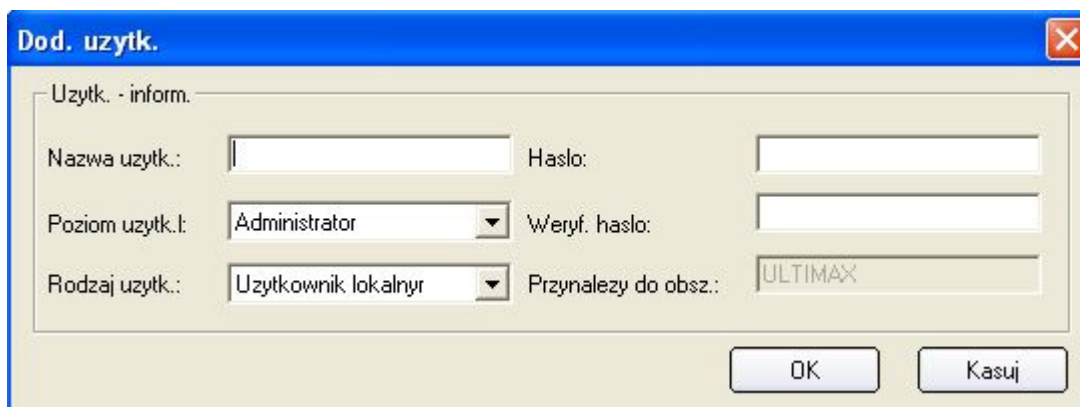 Dod. uzytk.
Uzytk. - inform.
Nazwa uzytk.:
Haslo:
Poziom uzytk.l:
Administrator
Weryf. haslo:
Rodzaj uzytk.:
Uzytkownik lokalnyr
Przynalezy do obsz.:
ULTIMAX
OK
Kasuj